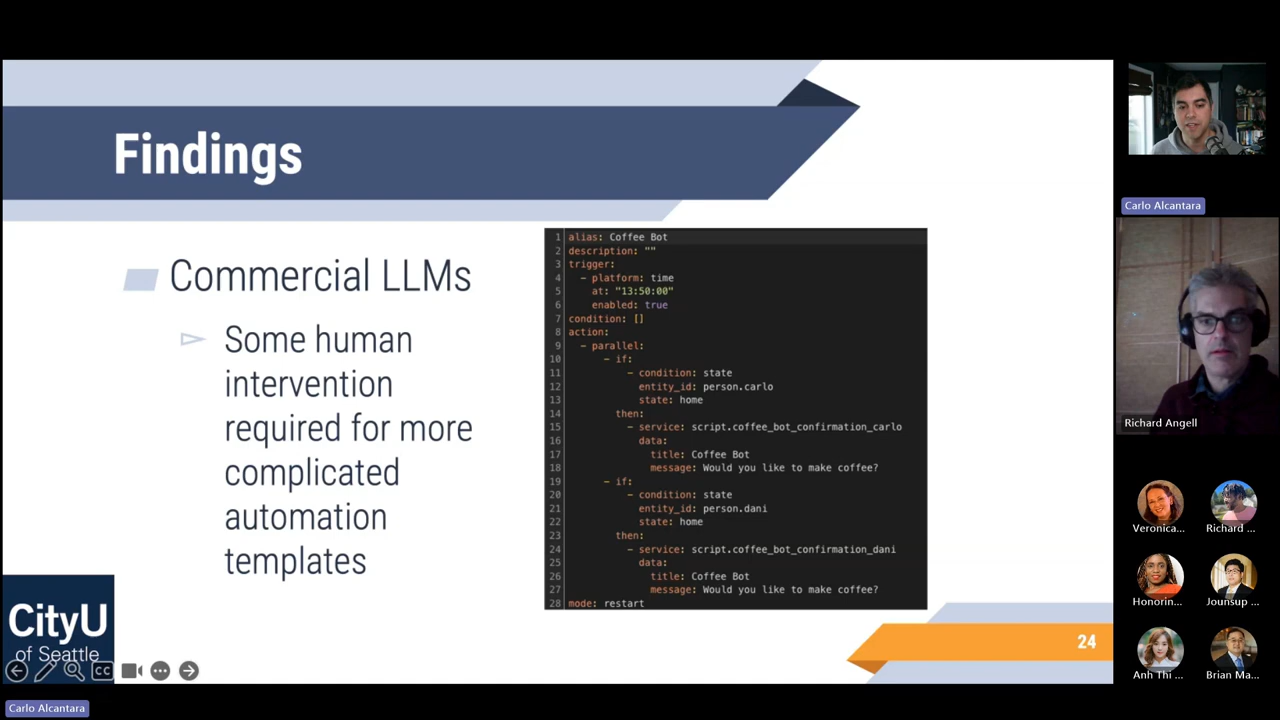 Findings
Commercial LLMs
Some human
intervention
required for more
complicated
automation
templates
1 alias: Coffee Bot
2 description: ""
3 trigger:
4 - platform: time
5 at: "13:50:00"
6 enabled: true
7 condition: []
8 action:
9 - parallel:
10 - if:
11 - condition: state
12 entity_id: person.carlo
13 state: home
14 then:
15 - service: script.coffee_bot_confirmation_carlo
16 data:
17 title: Coffee Bot
18 message: Would you like to make coffee?
19 - if:
20 - condition: state
21 entity_id: person.dani
22 state: home
23 then:
24 - service: script.coffee_bot_confirmation_dani
25 data:
26 title: Coffee Bot
27 message: Would you like to make coffee?
28 mode: restart
CityU
of Seattle
CC
24
Carlo Alcantara
Carlo Alcantara
Richard Angell
Veronica...
Richard ...
Honorin...
Jounsup ...
Anh Thi ...
Brian Ma...